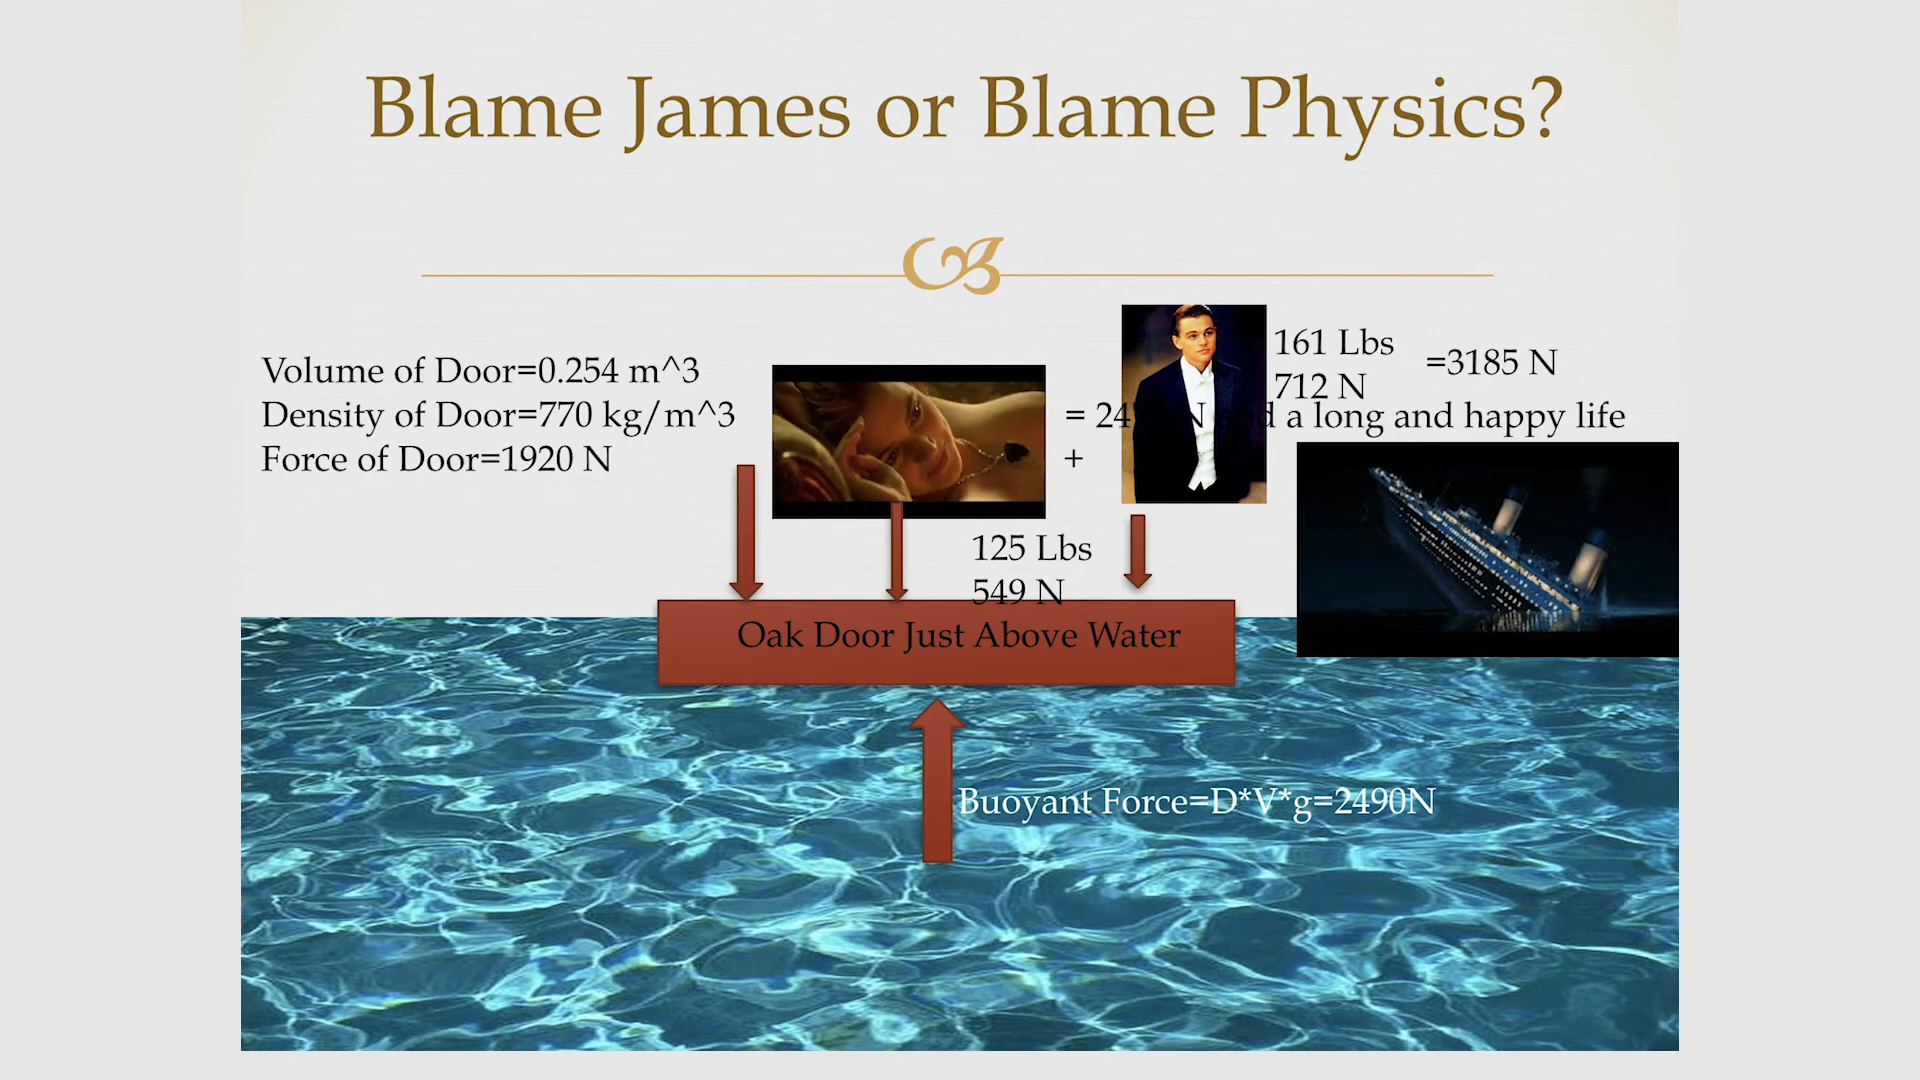 Blame James or Blame Physics?
Volume of Door=0.254 m^3
Density of Door=770 kg/m^3
Force of Door=1920 N
161 Lbs
712 N
=3185 N
= 24 N d a long and happy life
+
125 Lbs
549 N
Oak Door Just Above Water
Buoyant Force=D*V*g=2490N